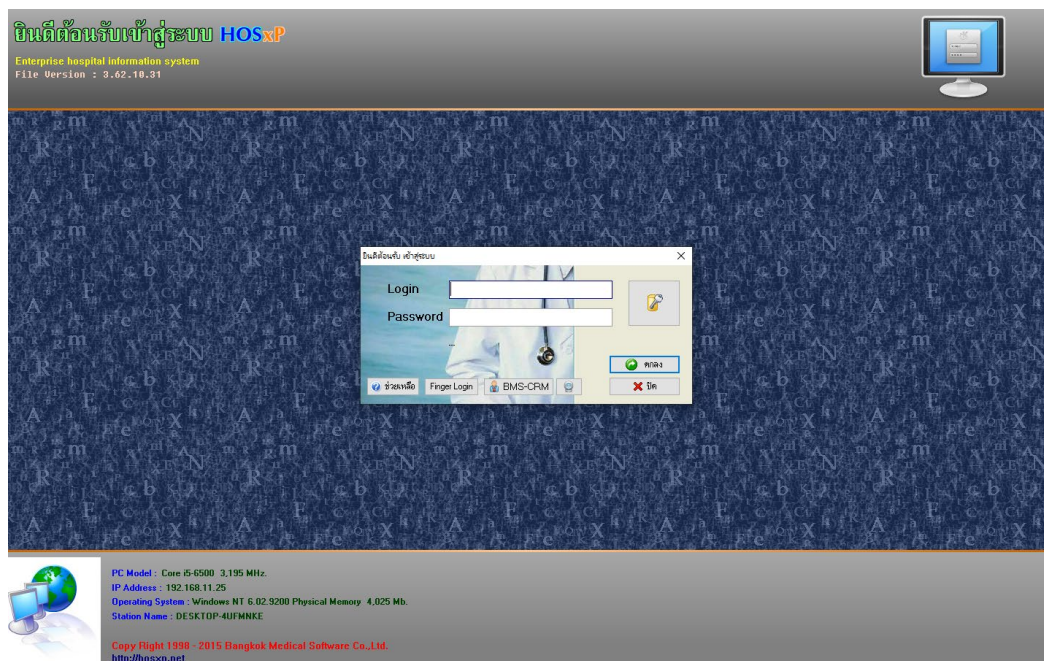 ยินดีต้อนรับเข้าสู่ระบบ HOSxP
Enterprise hospital information system
File Version : 3.62.10.31
ยินดีต้อนรับ เข้าสู่ระบบ
Login
Password
ตกลง
ช่วยเหลือ
Finger Login
BMS-CRM
ปิด
PC Model : Core i5-6500 3,195 MHz.
IP Address : 192.168.11.25
Operating System : Windows NT 6.02.9200 Physical Memory 4,025 Mb.
Station Name : DESKTOP-4UFMNKE
Copy Right 1998 - 2015 Bangkok Medical Software Co.,Ltd.
http://hosxp.net